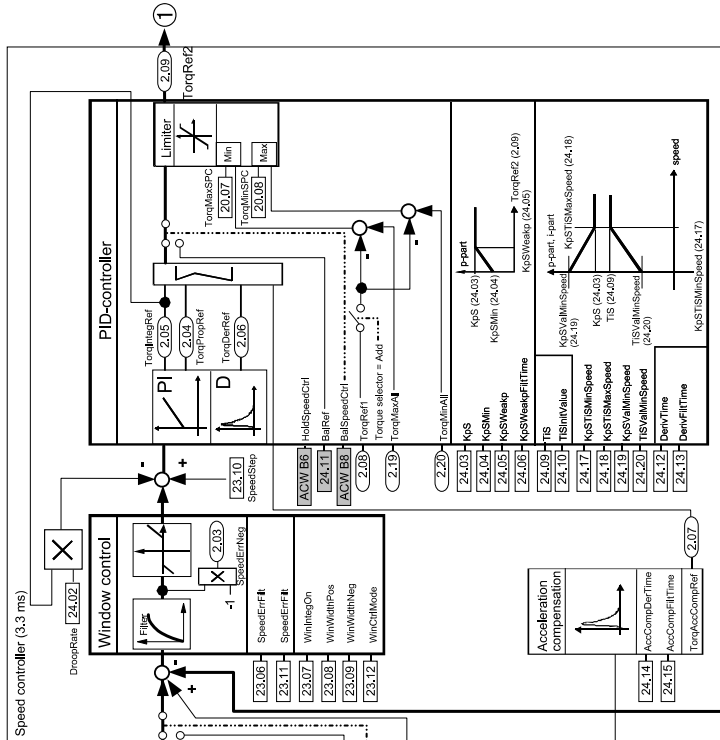 Speed controller (3.3 ms)
DroopRate
24.02
X
Window control
Filter
2.03
SpeedErrNeg
X
-1
23.06
SpeedErrFilt
23.11
SpeedErrFilt
23.07
WinIntegOn
23.08
WinWidthPos
23.09
WinWidthNeg
23.12
WinCtrlMode
-
+
-
+
23.10
SpeedStep
PID-controller
PI
D
TorqIntegRef
2.05
2.04
TorqPropRef
TorqDerRef
2.06
Limiter
Min
Max
TorqMaxSPC
20.07
TorqMinSPC
20.08
2.09
TorqRef2
1
ACW B6
HoldSpeedCtrl
24.11
BalRef
ACW B8
BalSpeedCtrl
2.08
TorqRef1
Torque selector = Add
2.19
TorqMaxAll
2.20
TorqMinAll
-
-
24.03
KpS
24.04
KpSMin
24.05
KpSWeakp
24.06
KpSWeakpFiltTime
24.09
TiS
24.10
TiSInitValue
24.17
KpSTiSMinSpeed
24.18
KpSTiSMaxSpeed
24.19
KpSValMinSpeed
24.20
TiSValMinSpeed
24.12
DerivTime
24.13
DerivFiltTime
p-part
KpS (24.03)
KpSMin (24.04)
TorqRef2 (2.09)
KpSWeakp (24.05)
p-part, i-part
KpSTiSMaxSpeed (24.18)
KpSValMinSpeed
(24.19)
KpS (24.03)
TiS (24.09)
TiSValMinSpeed
(24,20)
speed
KpSTiSMinSpeed (24.17)
Acceleration
compensation
24.14
AccCompDerTime
24.15
AccCompFiltTime
TorqAccCompRef
2.07